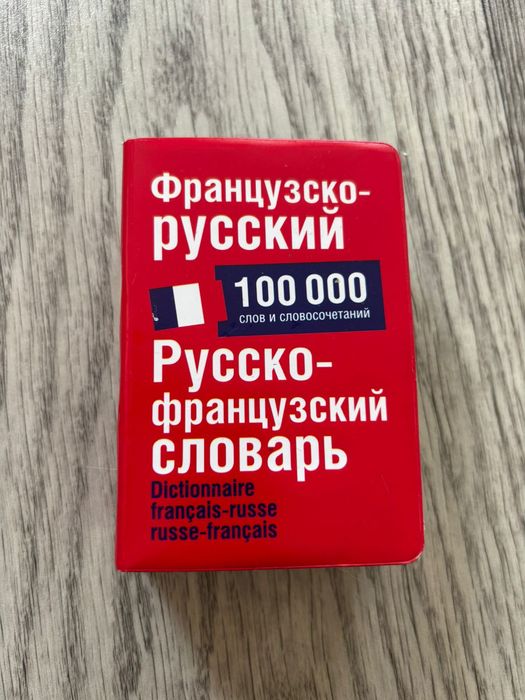 Французско-
русский
100 000
слов и словосочетаний
Русско-
французский
словарь
Dictionnaire
français-russe
russe-français